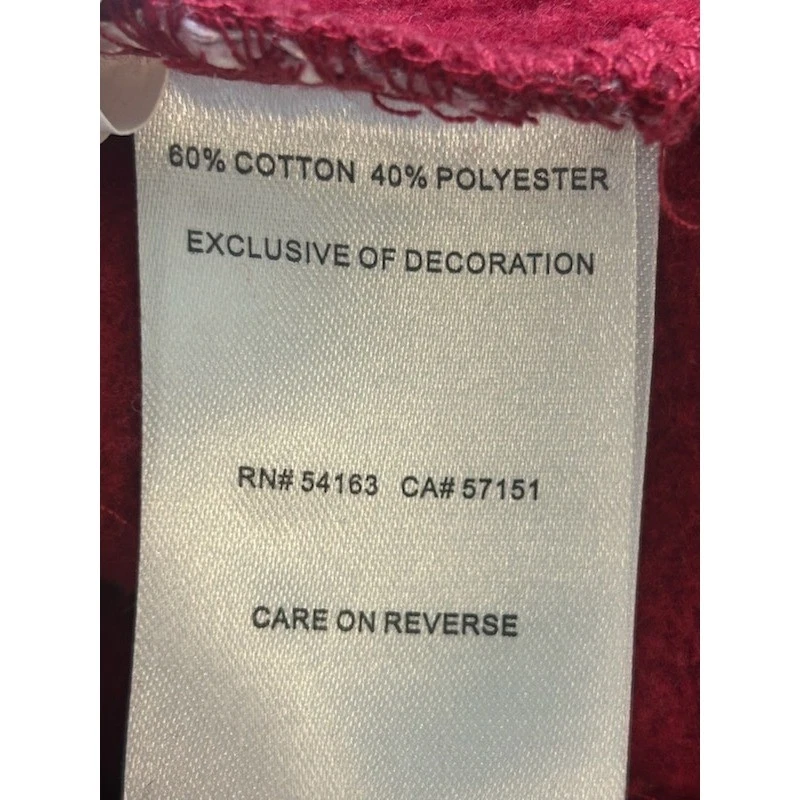 60% COTTON 40% POLYESTER
EXCLUSIVE OF DECORATION
RN# 54163 CA# 57151
CARE ON REVERSE